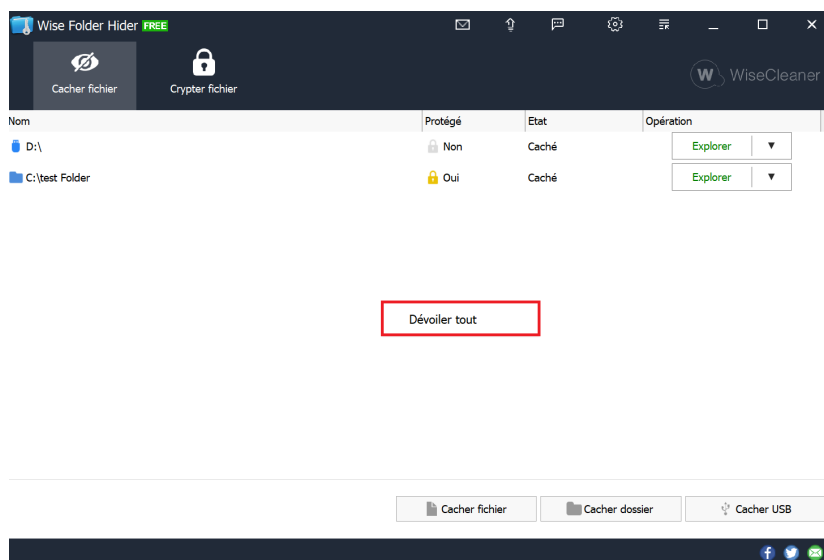 Wise Folder Hider FREE
Cacher fichier
Crypter fichier
W WiseCleaner
Nom Protégé Etat Opération
D:\ Non Caché Explorer
C:\test Folder Oui Caché Explorer
Dévoiler tout
Cacher fichier Cacher dossier Cacher USB